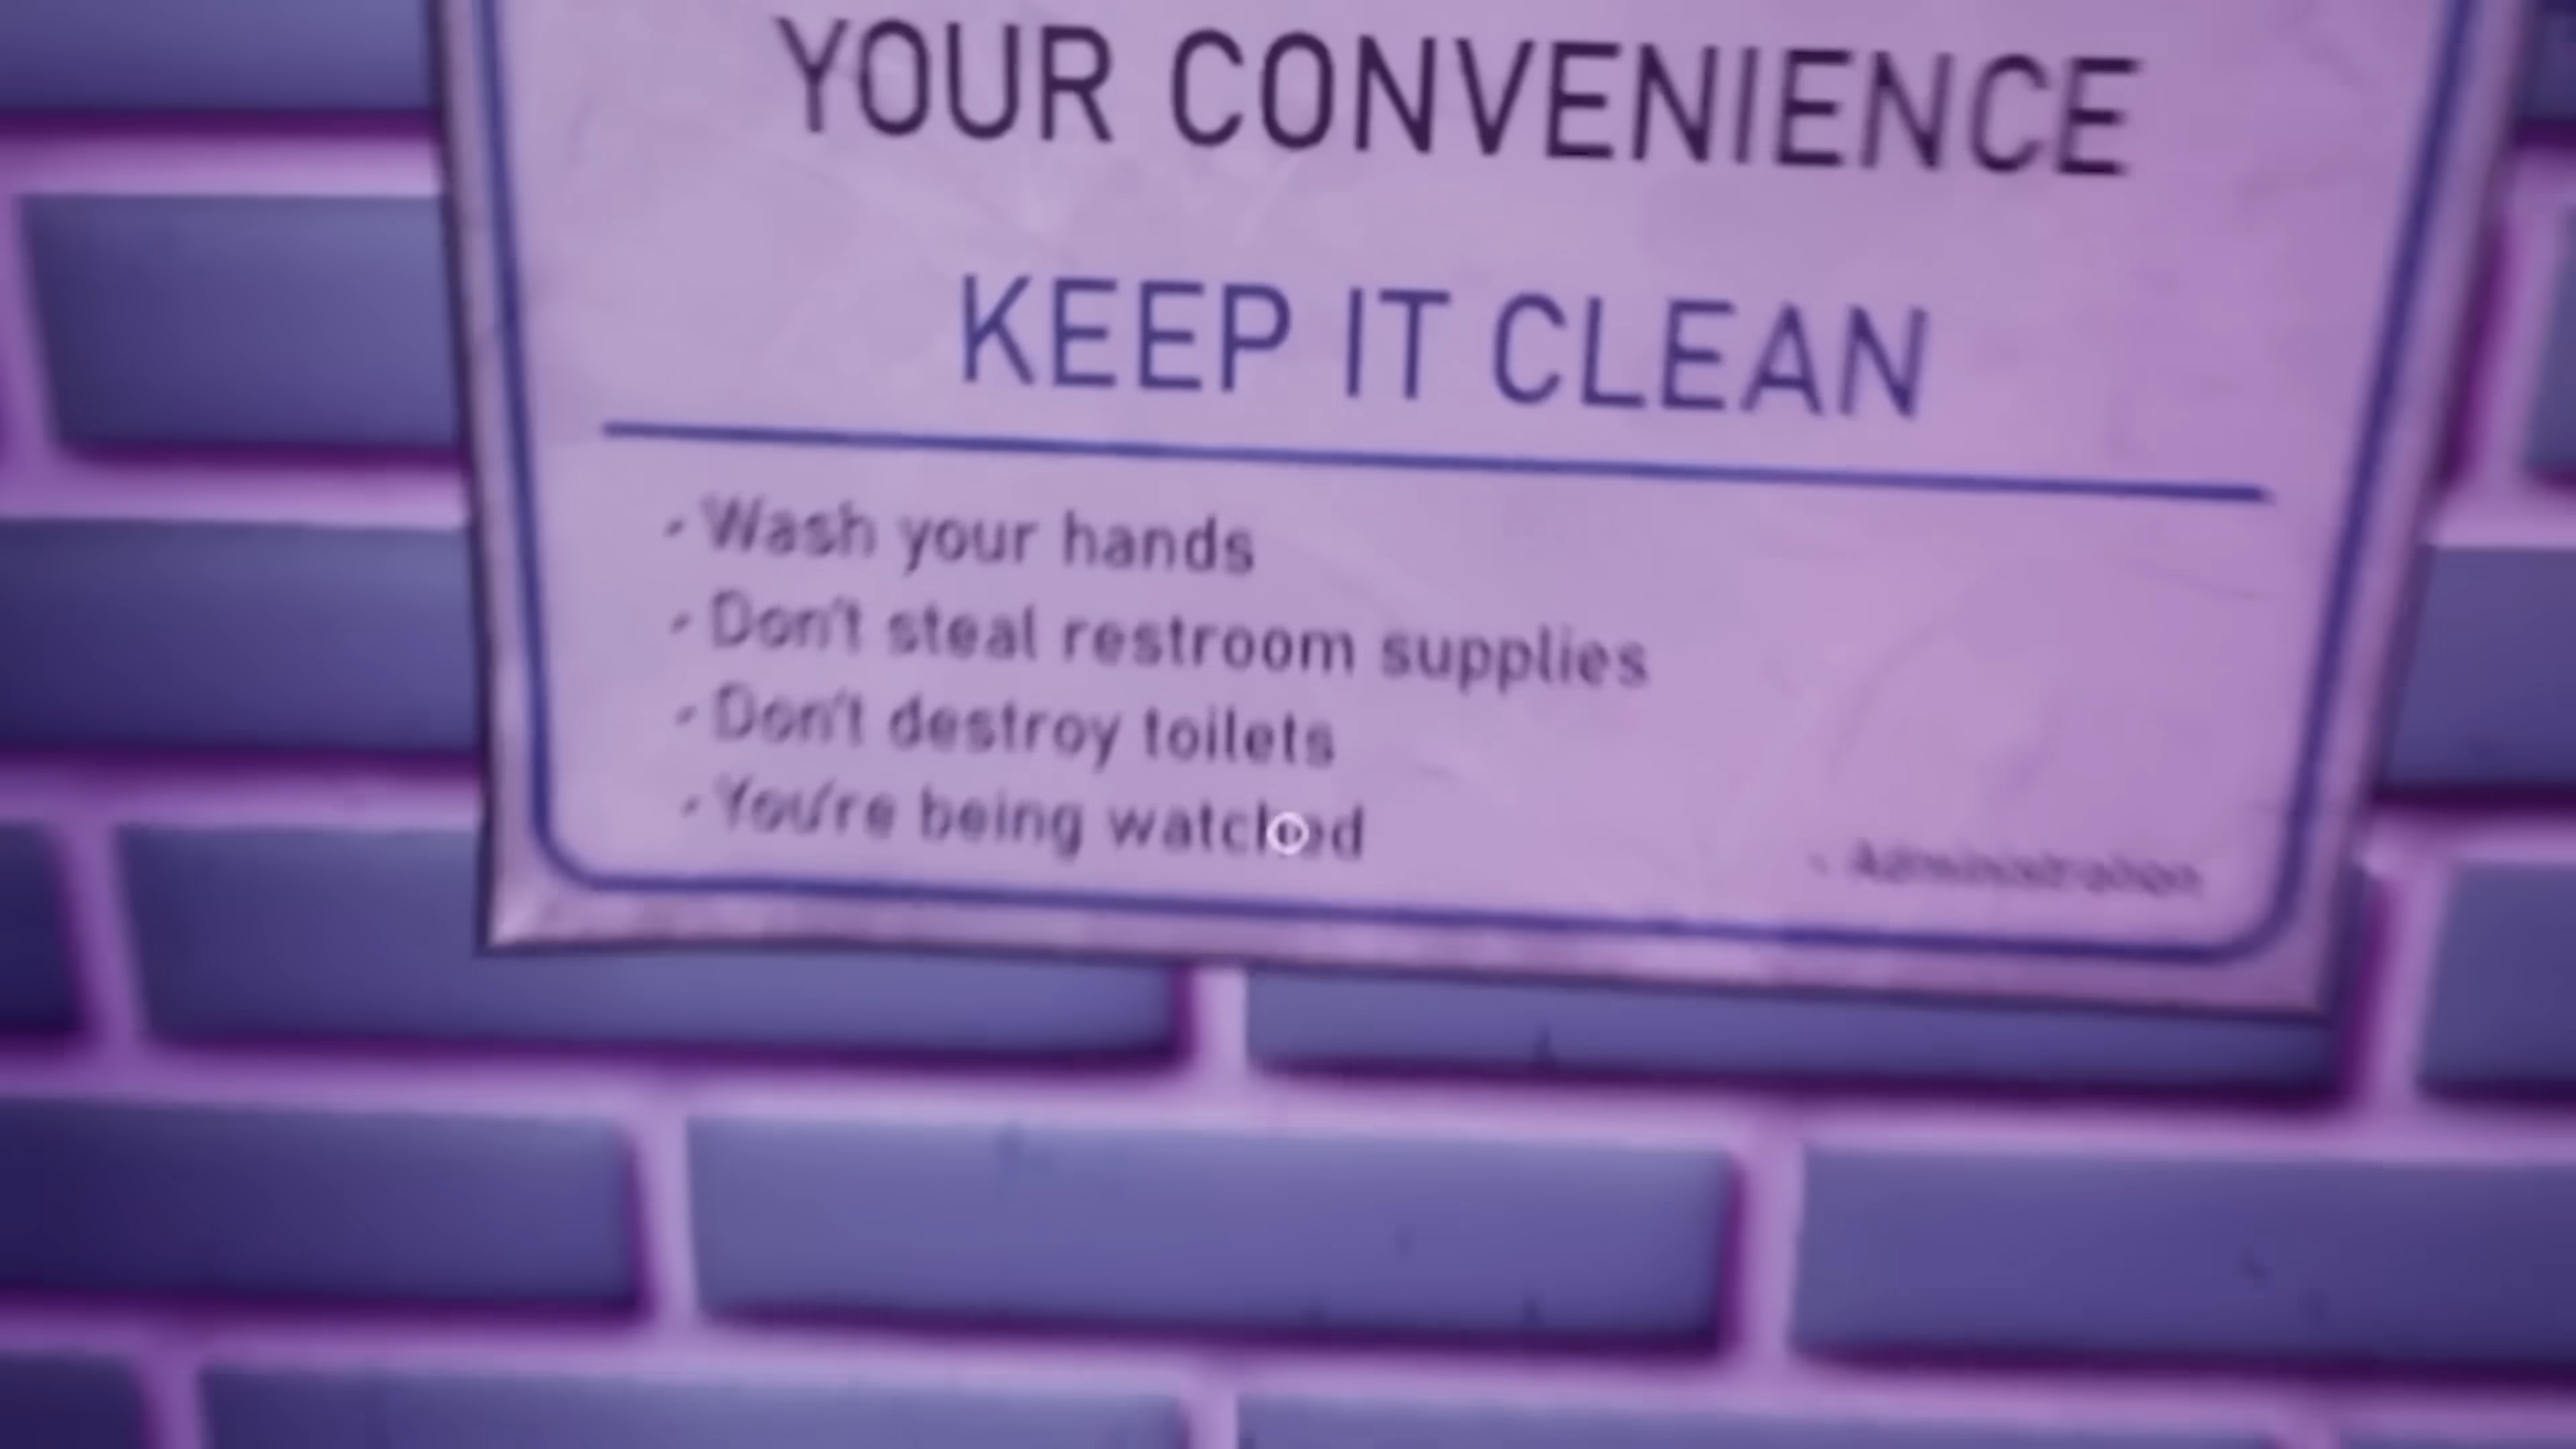 YOUR CONVENIENCE
KEEP IT CLEAN
- Wash your hands
- Don't steal restroom supplies
- Don't destroy toilets
- You're being watched
- Administration